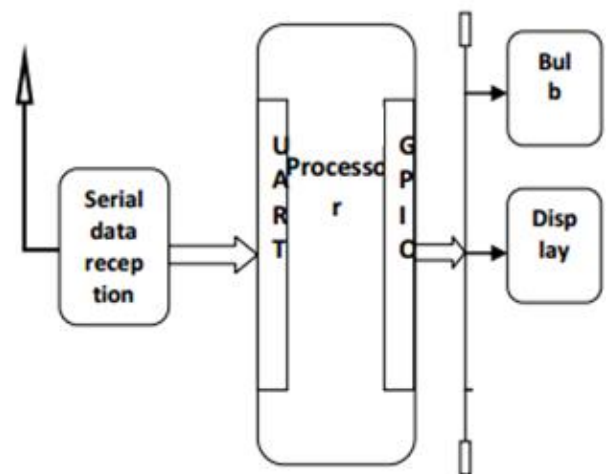 Serial
data
recep
tion
U
A
R
T
Processo
r
G
P
I
O
Bul
b
Disp
lay